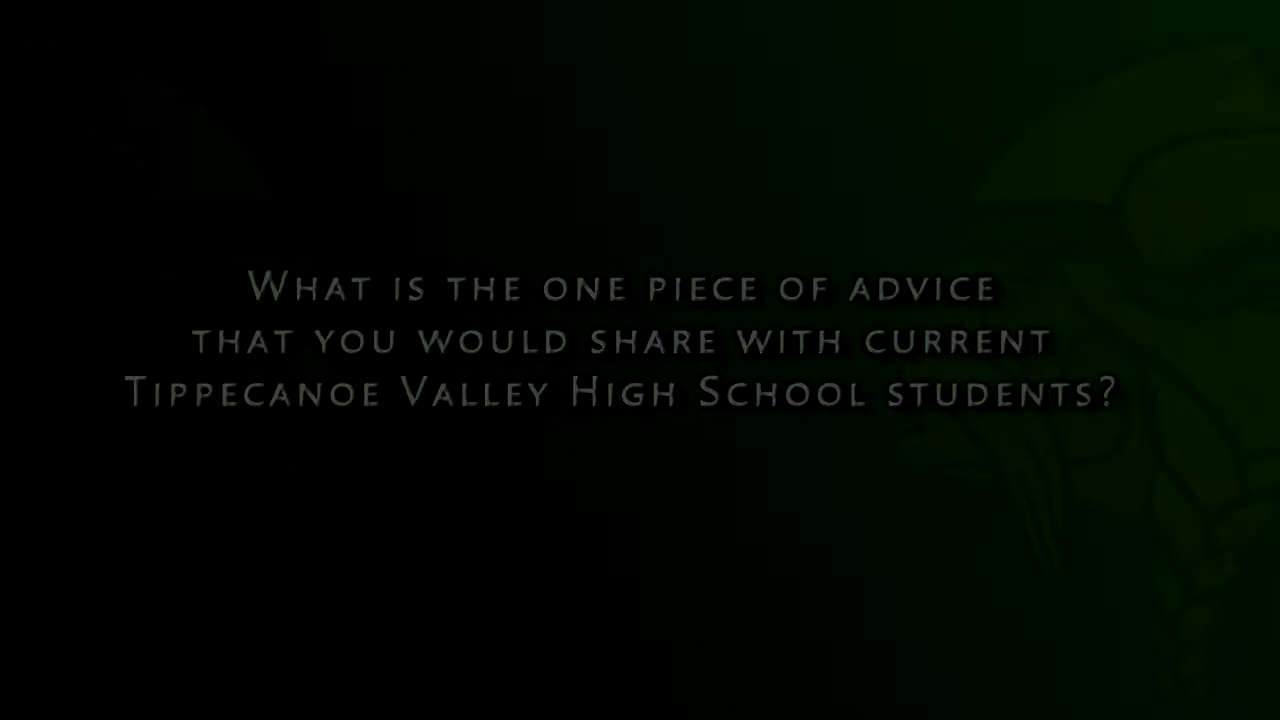 What is the one piece of advice
that you would share with current
Tippecanoe Valley High School students?